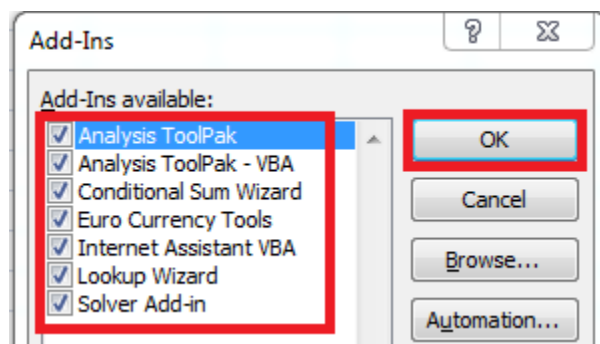 Add-Ins
Add-Ins available:
Analysis ToolPak
Analysis ToolPak - VBA
Conditional Sum Wizard
Euro Currency Tools
Internet Assistant VBA
Lookup Wizard
Solver Add-in
OK
Cancel
Browse...
Automation...